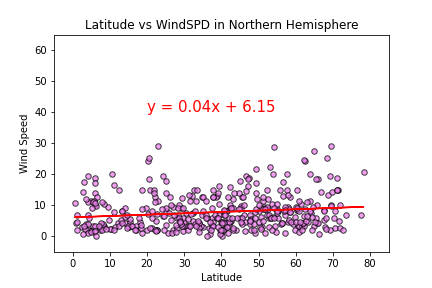 Latitude vs WindSPD in Northern Hemisphere
60
50
40
30
20
10
0
Wind Speed
y = 0.04x + 6.15
0 10 20 30 40 50 60 70 80
Latitude